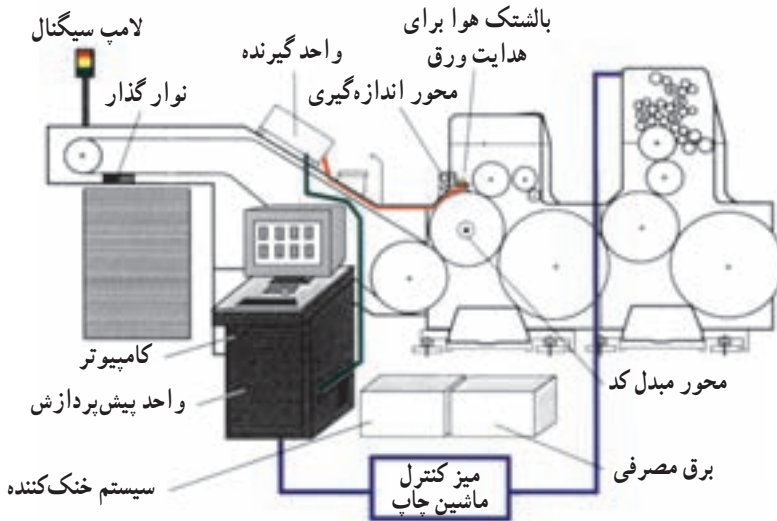 لامپ سیگنال
نوار گذار
واحد گیرنده
بالشتک هوا برای
هدایت ورق
محور اندازه‌گیری
کامپیوتر
واحد پیش‌پردازش
محور مبدل کد
سیستم خنک‌کننده
برق مصرفی
میز کنترل
ماشین چاپ